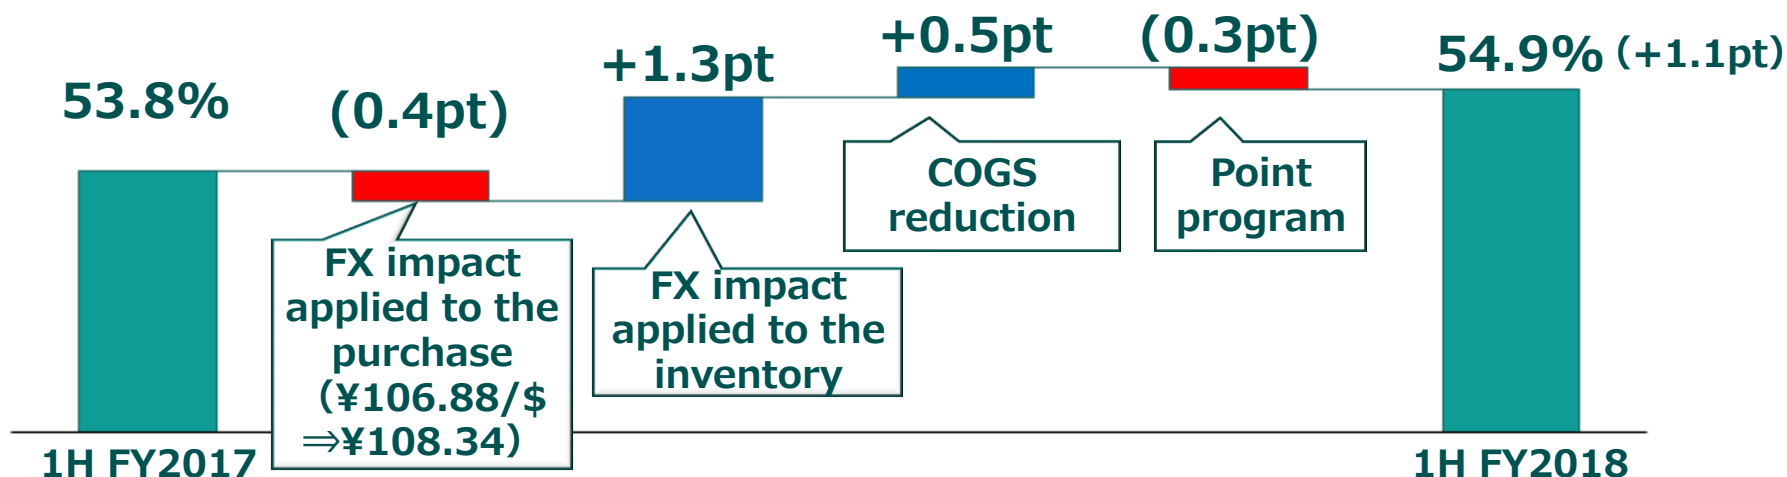 53.8%
(0.4pt)
+1.3pt
+0.5pt
(0.3pt)
54.9% (+1.1pt)
FX impact
applied to the
purchase
(¥106.88/$
⇒¥108.34)
FX impact
applied to the
inventory
COGS
reduction
Point
program
1H FY2017
1H FY2018